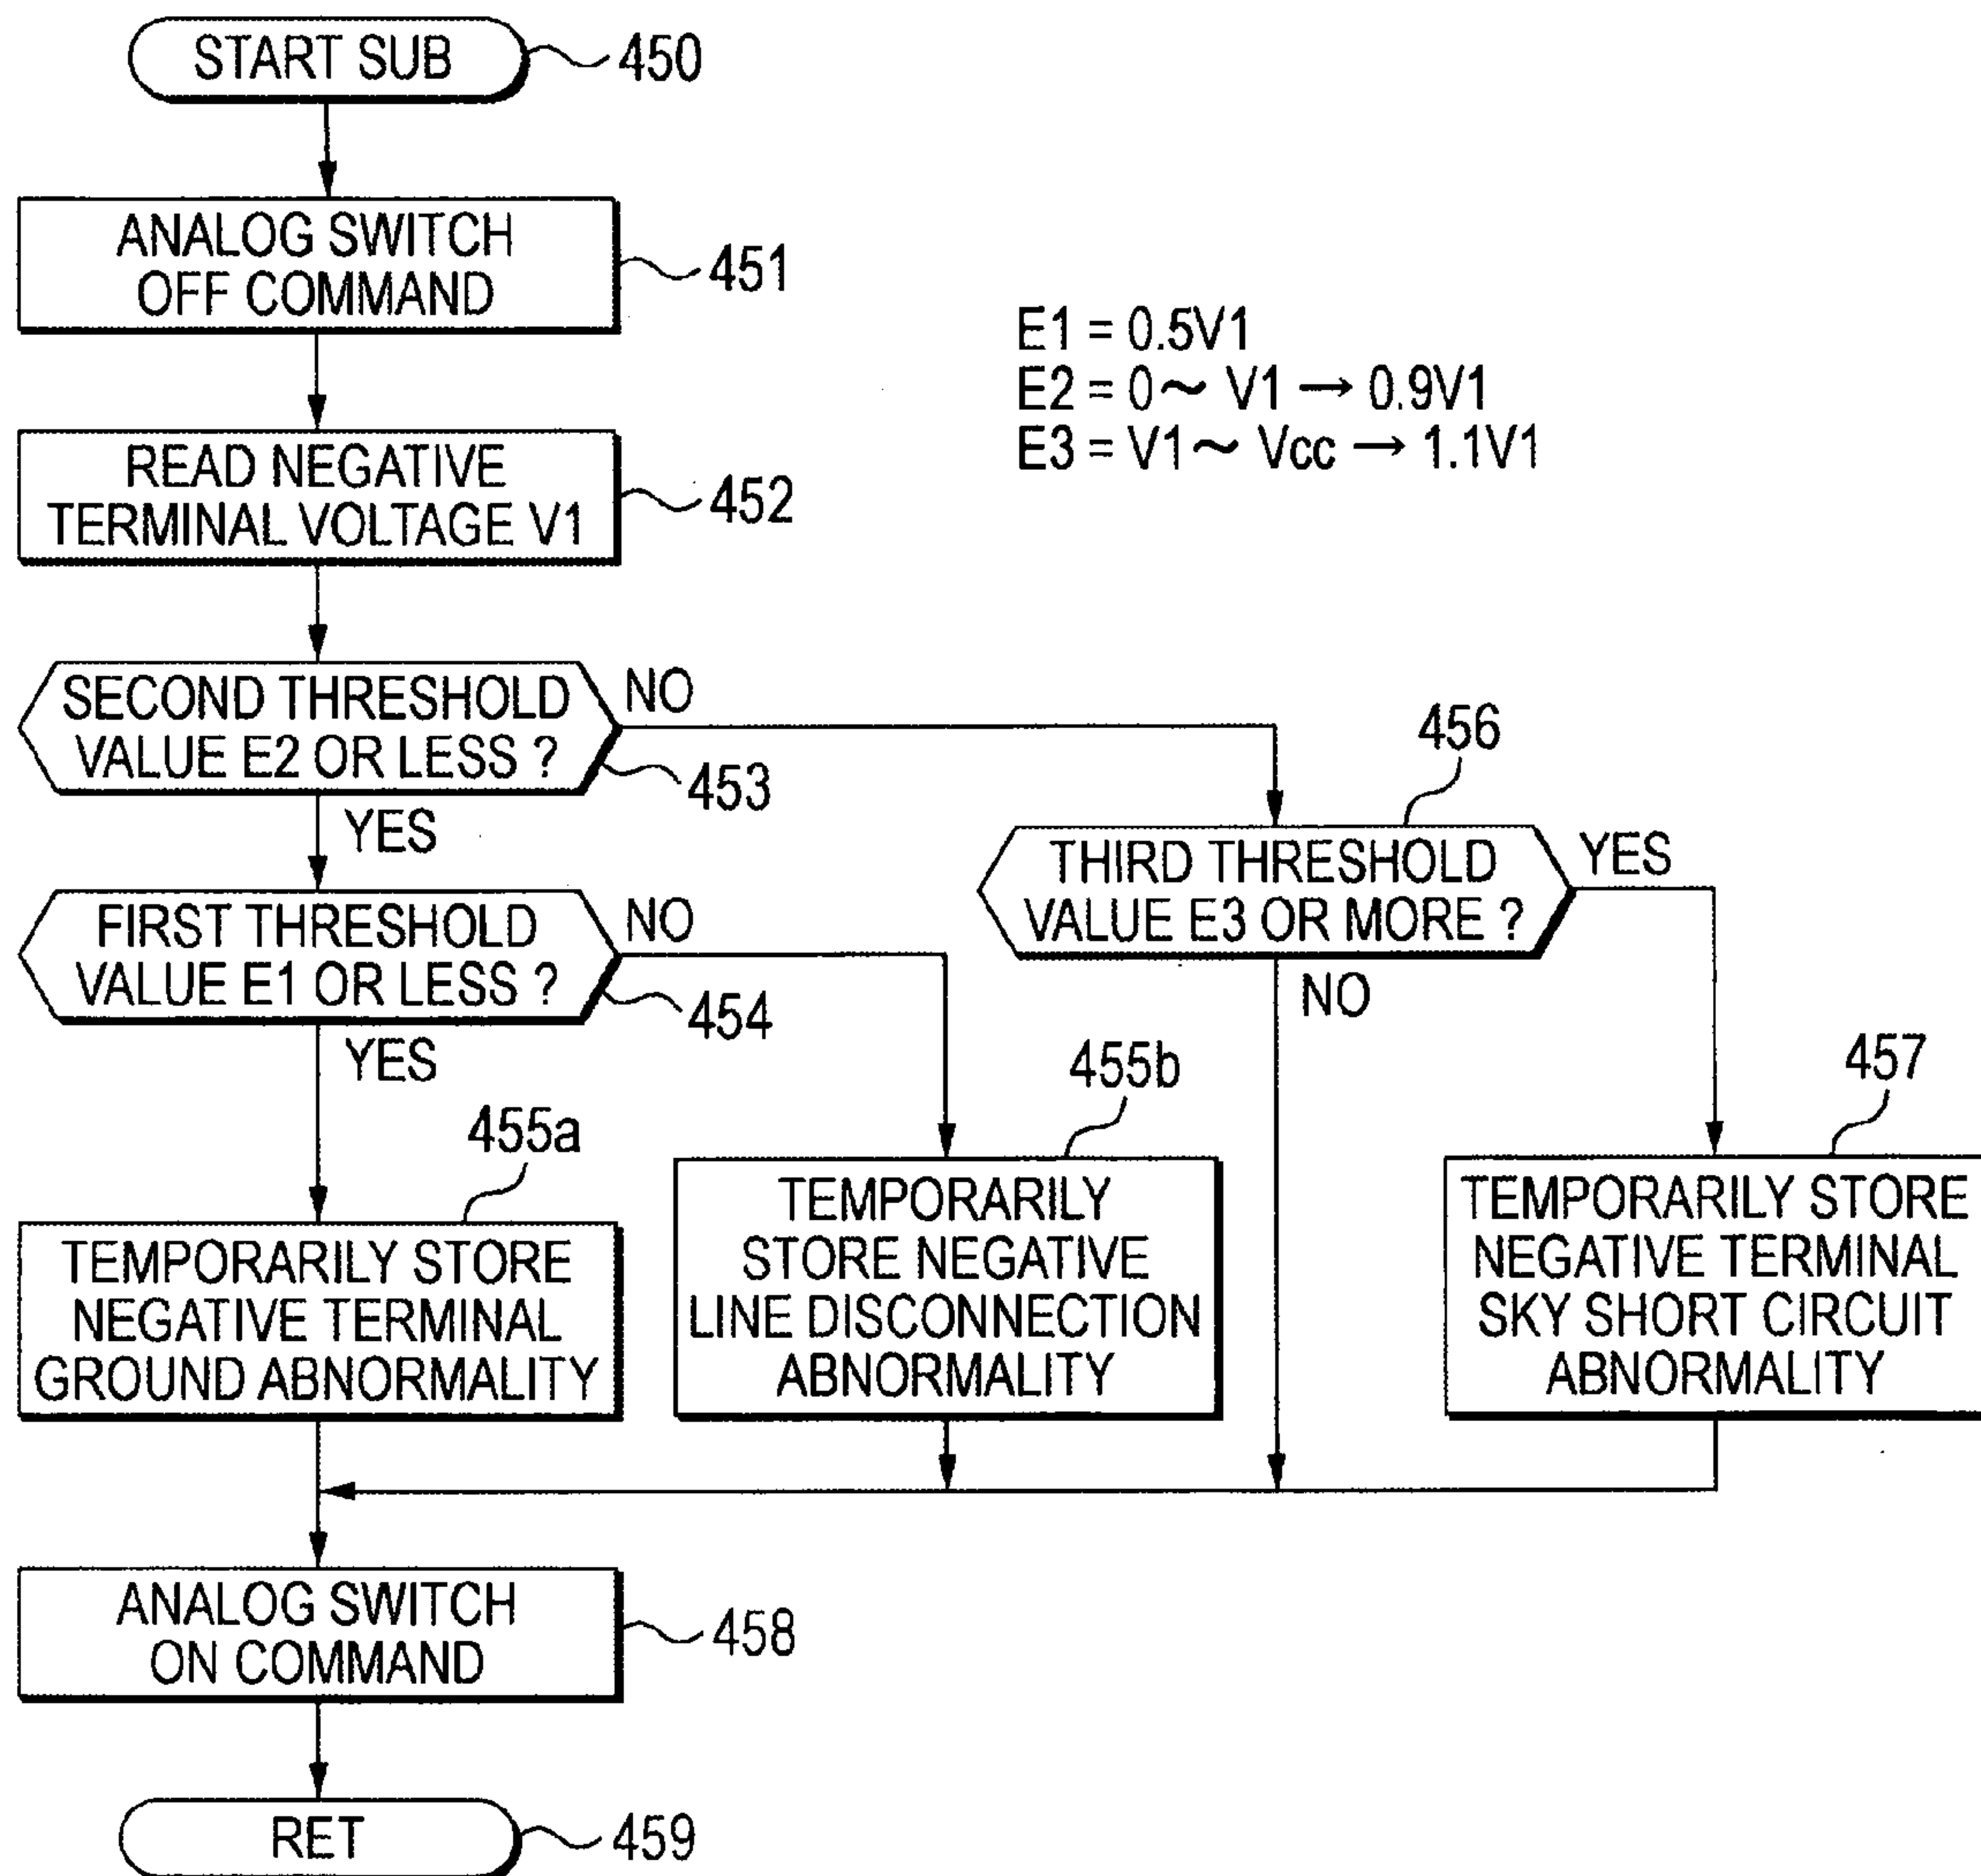 START SUB
450
ANALOG SWITCH
OFF COMMAND
451
E1 = 0.5V1
E2 = 0～ V1 → 0.9V1
E3 = V1～ Vcc → 1.1V1
READ NEGATIVE
TERMINAL VOLTAGE V1
452
SECOND THRESHOLD
VALUE E2 OR LESS ?
NO
453
YES
456
THIRD THRESHOLD
VALUE E3 OR MORE ?
YES
NO
FIRST THRESHOLD
VALUE E1 OR LESS ?
NO
454
YES
455a
TEMPORARILY STORE
NEGATIVE TERMINAL
GROUND ABNORMALITY
455b
TEMPORARILY
STORE NEGATIVE
LINE DISCONNECTION
ABNORMALITY
457
TEMPORARILY STORE
NEGATIVE TERMINAL
SKY SHORT CIRCUIT
ABNORMALITY
ANALOG SWITCH
ON COMMAND
458
RET
459